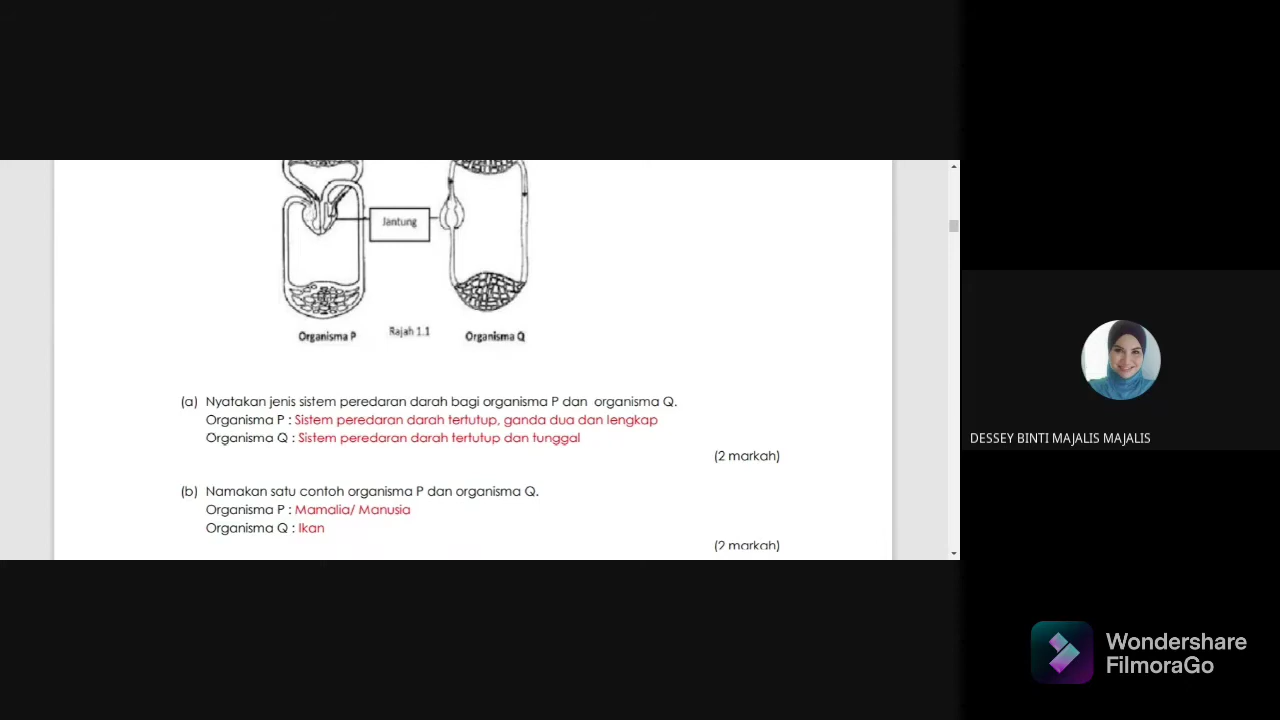 Jantung
Organisma P
Rajah 1.1
Organisma Q
(a) Nyatakan jenis sistem peredaran darah bagi organisma P dan organisma Q.
Organisma P : Sistem peredaran darah tertutup, ganda dua dan lengkap
Organisma Q : Sistem peredaran darah tertutup dan tunggal
(2 markah)
(b) Namakan satu contoh organisma P dan organisma Q.
Organisma P : Mamalia/ Manusia
Organisma Q : Ikan
(2 markah)
DESSEY BINTI MAJALIS MAJALIS
Wondershare
FilmoraGo